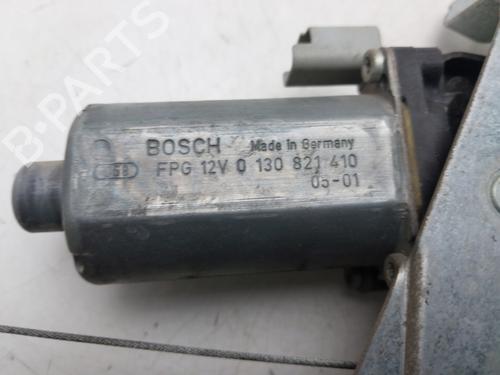 B-PARTS
BOSCH Made in Germany
FPG 12V 0 130 821 410
05-01